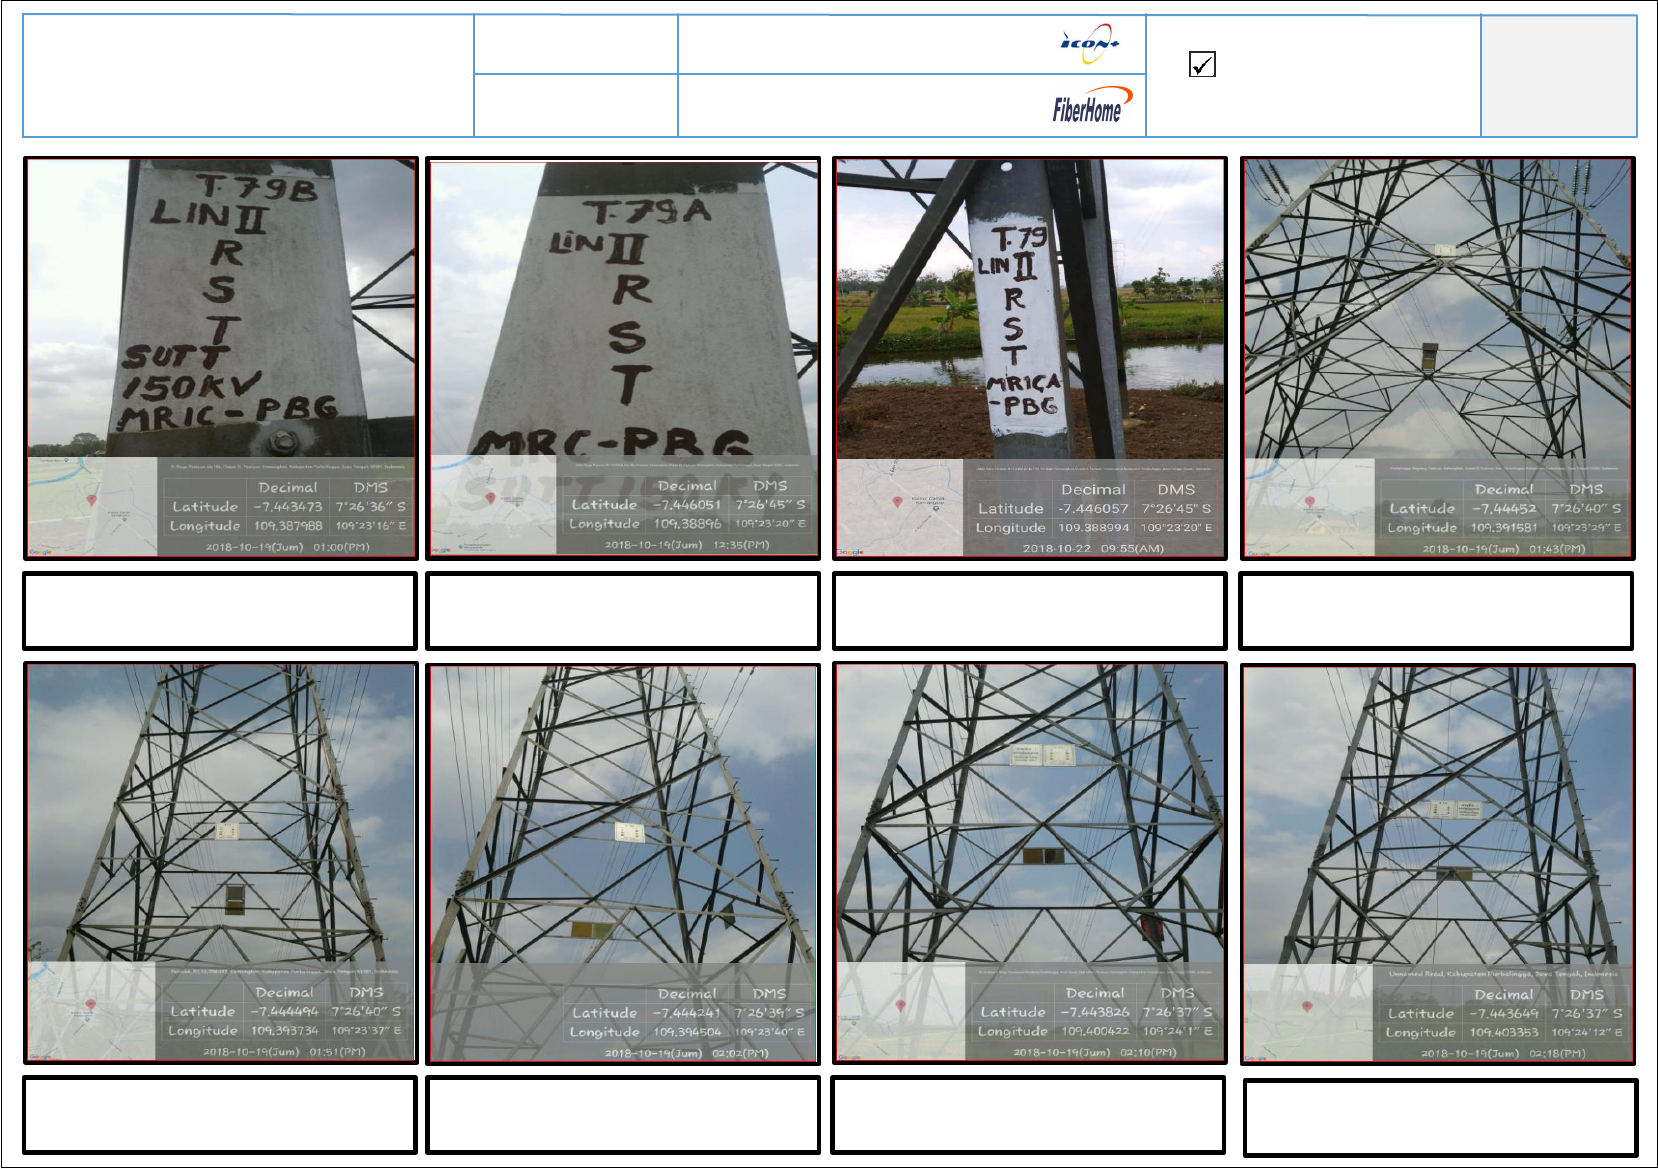 iCON+
FiberHome
T.79B
LIN II
R
S
T
SUTT
150KV
MRIC-PBG
Decimal DMS
Latitude -7.443473 7°26'36" S
Longitude 109.387988 109°23'16" E
2018-10-19(Jum) 01:00(PM)
Google
T.79A
LiN II
R
S
T
MRC-PBG
Decimal DMS
Latitude -7.446051 7°26'45" S
Longitude 109.38896 109°23'20" E
2018-10-19(Jum) 12:35(PM)
T.79
LIN II
R
S
T
MRICA
-PBG
Decimal DMS
Latitude -7.446057 7°26'45" S
Longitude 109.388994 109°23'20" E
2018-10-22 09:55(AM)
Google
Decimal DMS
Latitude -7.44452 7°26'40" S
Longitude 109.391581 109°23'29" E
2018-10-19(Jum) 01:43(PM)
Google
Decimal DMS
Latitude -7.444494 7°26'40" S
Longitude 109.393734 109°23'37" E
2018-10-19(Jum) 01:51(PM)
Google
Decimal DMS
Latitude -7.444241 7°26'39" S
Longitude 109.394504 109°23'40" E
2018-10-19(Jum) 02:02(PM)
Decimal DMS
Latitude -7.443826 7°26'37" S
Longitude 109.400422 109°24'1" E
2018-10-19(Jum) 02:10(PM)
Google
Unnamed Road, Kabupaten Purbalingga, Jawa Tengah, Indonesia
Decimal DMS
Latitude -7.443649 7°26'37" S
Longitude 109.403353 109°24'12" E
2018-10-19(Jum) 02:18(PM)
Google